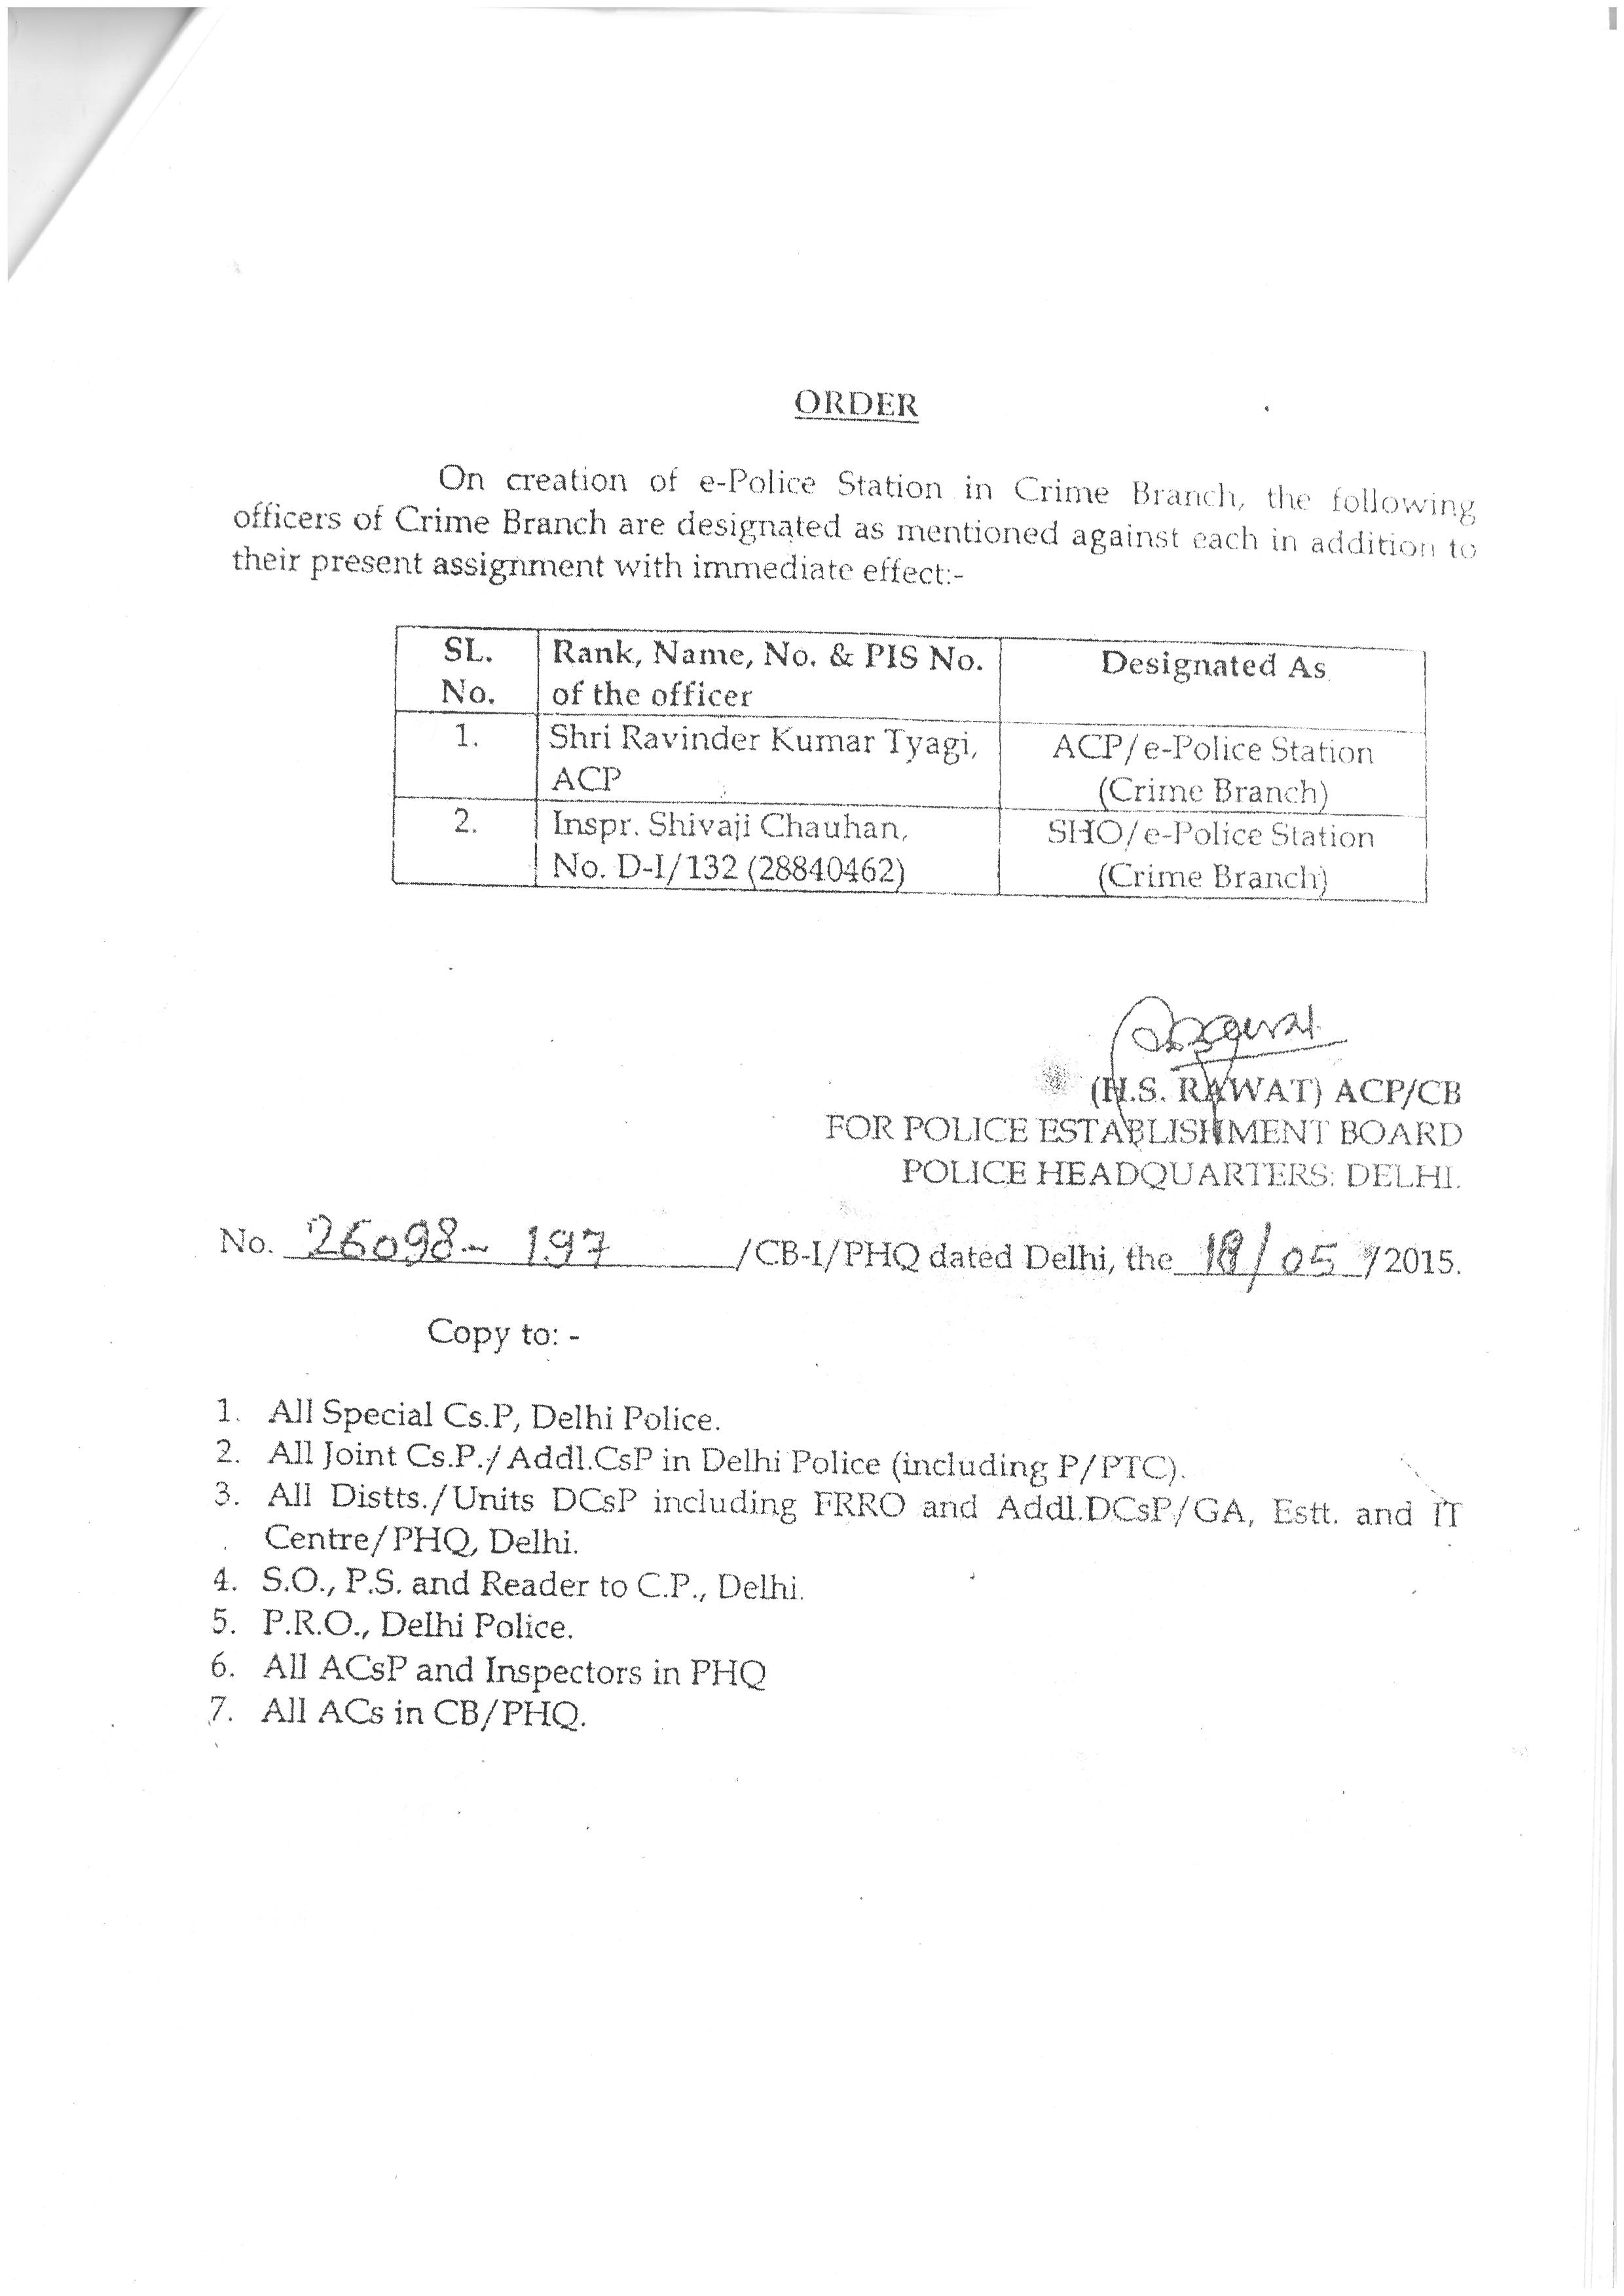 ORDER
On creation of e-Police Station in Crime Branch, the following
officers of Crime Branch are designated as mentioned against each in addition to
their present assignment with immediate effect:-
SL. No. Rank, Name, No. & PIS No. of the officer Designated As
1. Shri Ravinder Kumar Tyagi, ACP ACP/e-Police Station (Crime Branch)
2. Inspr. Shivaji Chauhan, No. D-I/132 (28840462) SHO/e-Police Station (Crime Branch)
(H.S. RAWAT) ACP/CB
FOR POLICE ESTABLISHMENT BOARD
POLICE HEADQUARTERS: DELHI.
No. 26098-197 /CB-I/PHQ dated Delhi, the 18/05/2015.
Copy to: -
1. All Special Cs.P, Delhi Police.
2. All Joint Cs.P./Addl.CsP in Delhi Police (including P/PTC).
3. All Distts./Units DCsP including FRRO and Addl.DCsP/GA, Estt. and IT
Centre/PHQ, Delhi.
4. S.O., P.S. and Reader to C.P., Delhi.
5. P.R.O., Delhi Police.
6. All ACsP and Inspectors in PHQ
7. All ACs in CB/PHQ.